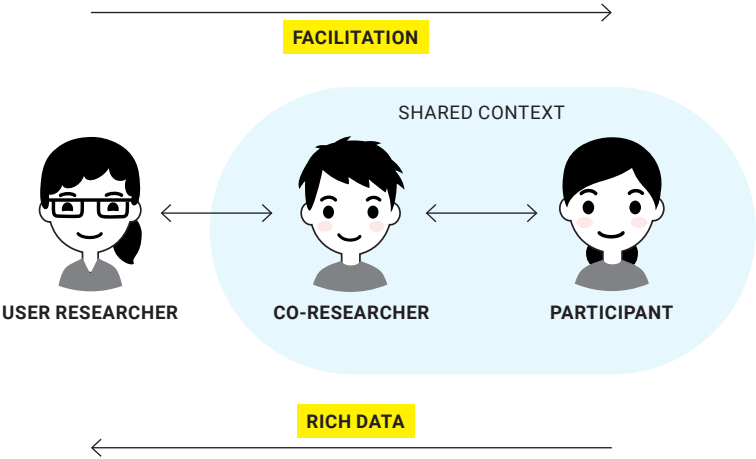 FACILITATION
SHARED CONTEXT
USER RESEARCHER
CO-RESEARCHER
PARTICIPANT
RICH DATA